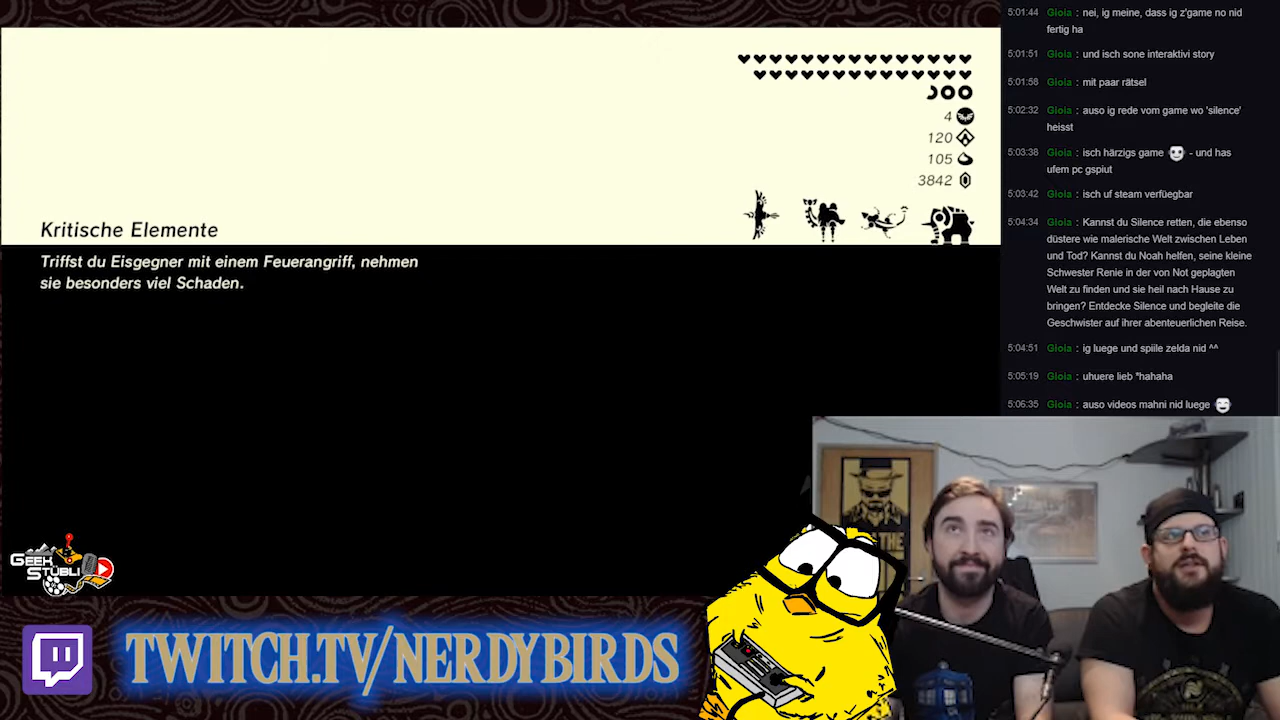 4
120
105
3842
Kritische Elemente
Triffst du Eisgegner mit einem Feuerangriff, nehmen
sie besonders viel Schaden.
5:01:44 Gioia : nei, ig meine, dass ig z'game no nid
fertig ha
5:01:51 Gioia : und isch sone interaktivi story
5:01:58 Gioia : mit paar rätsel
5:02:32 Gioia : auso ig rede vom game wo 'silence'
heisst
5:03:38 Gioia : isch härzigs game - und has
ufem pc gspiut
5:03:42 Gioia : isch uf steam verfüegbar
5:04:34 Gioia : Kannst du Silence retten, die ebenso
düstere wie malerische Welt zwischen Leben
und Tod? Kannst du Noah helfen, seine kleine
Schwester Renie in der von Not geplagten
Welt zu finden und sie heil nach Hause zu
bringen? Entdecke Silence und begleite die
Geschwister auf ihrer abenteuerlichen Reise.
5:04:51 Gioia : ig luege und spiile zelda nid ^^
5:05:19 Gioia : uhuere lieb *hahaha
5:06:35 Gioia : auso videos mahni nid luege
GEEK
STÜBLI
TWITCH.TV/NERDYBIRDS